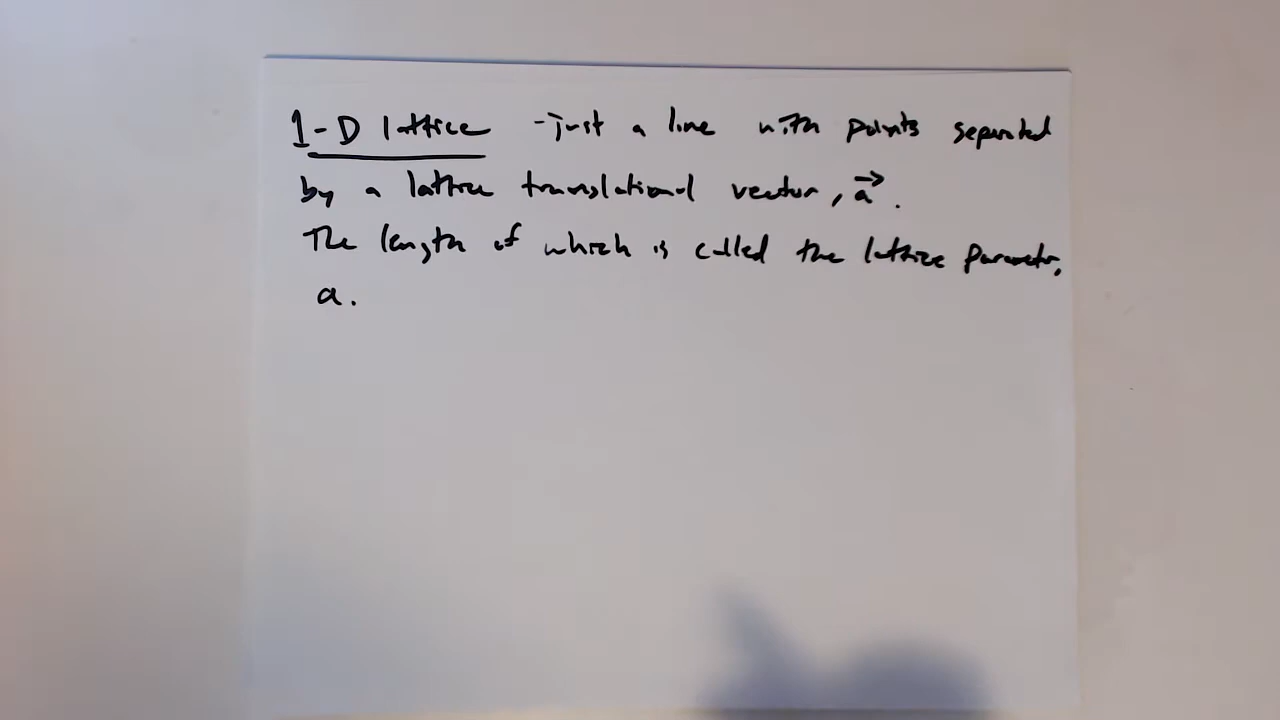 1-D lattice - just a line with points separated
by a lattice translational vector, a⃗.
The length of which is called the lattice parameter,
a.